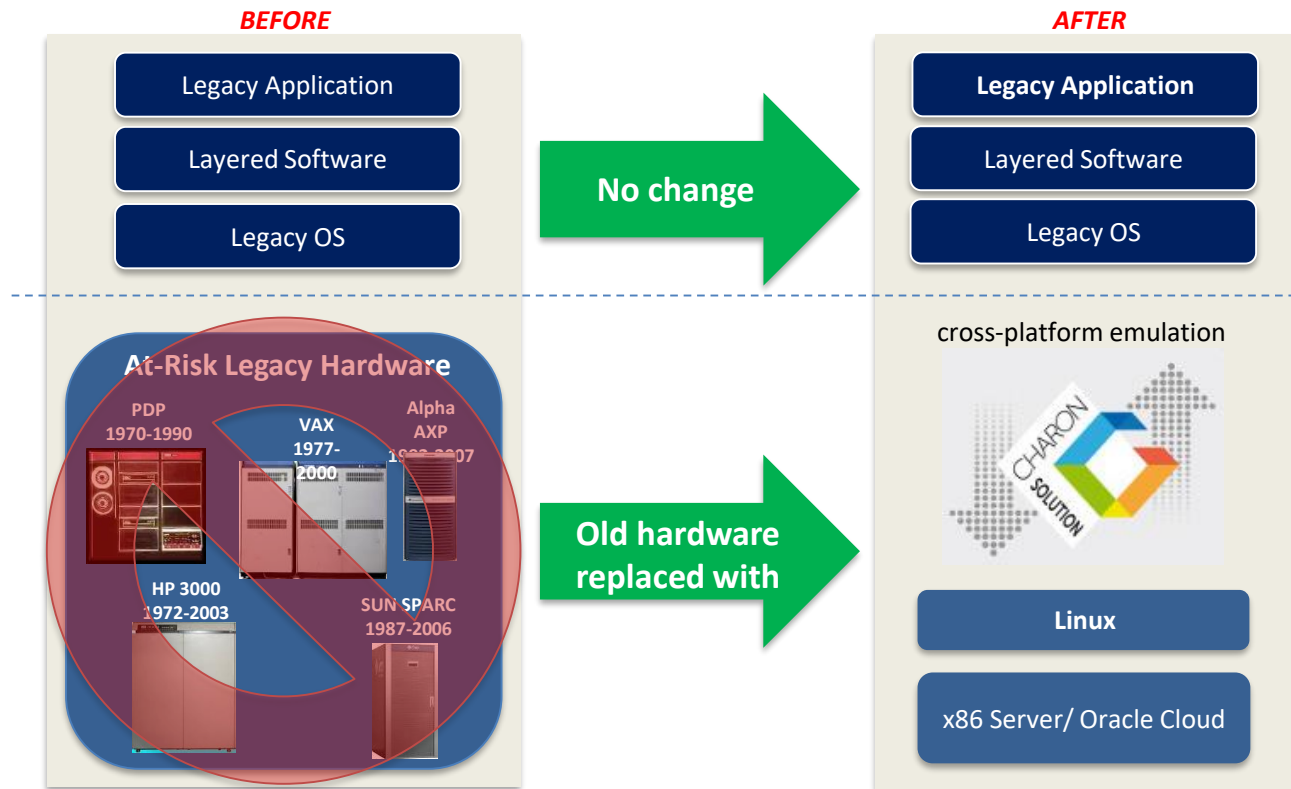 BEFORE
AFTER
Legacy Application
Layered Software
Legacy OS
No change
Legacy Application
Layered Software
Legacy OS
At-Risk Legacy Hardware
PDP
1970-1990
VAX
1977-
2000
Alpha
AXP
HP 3000
1972-2003
SUN SPARC
1987-2006
Old hardware
replaced with
cross-platform emulation
CHARON
SOLUTION
Linux
x86 Server/ Oracle Cloud